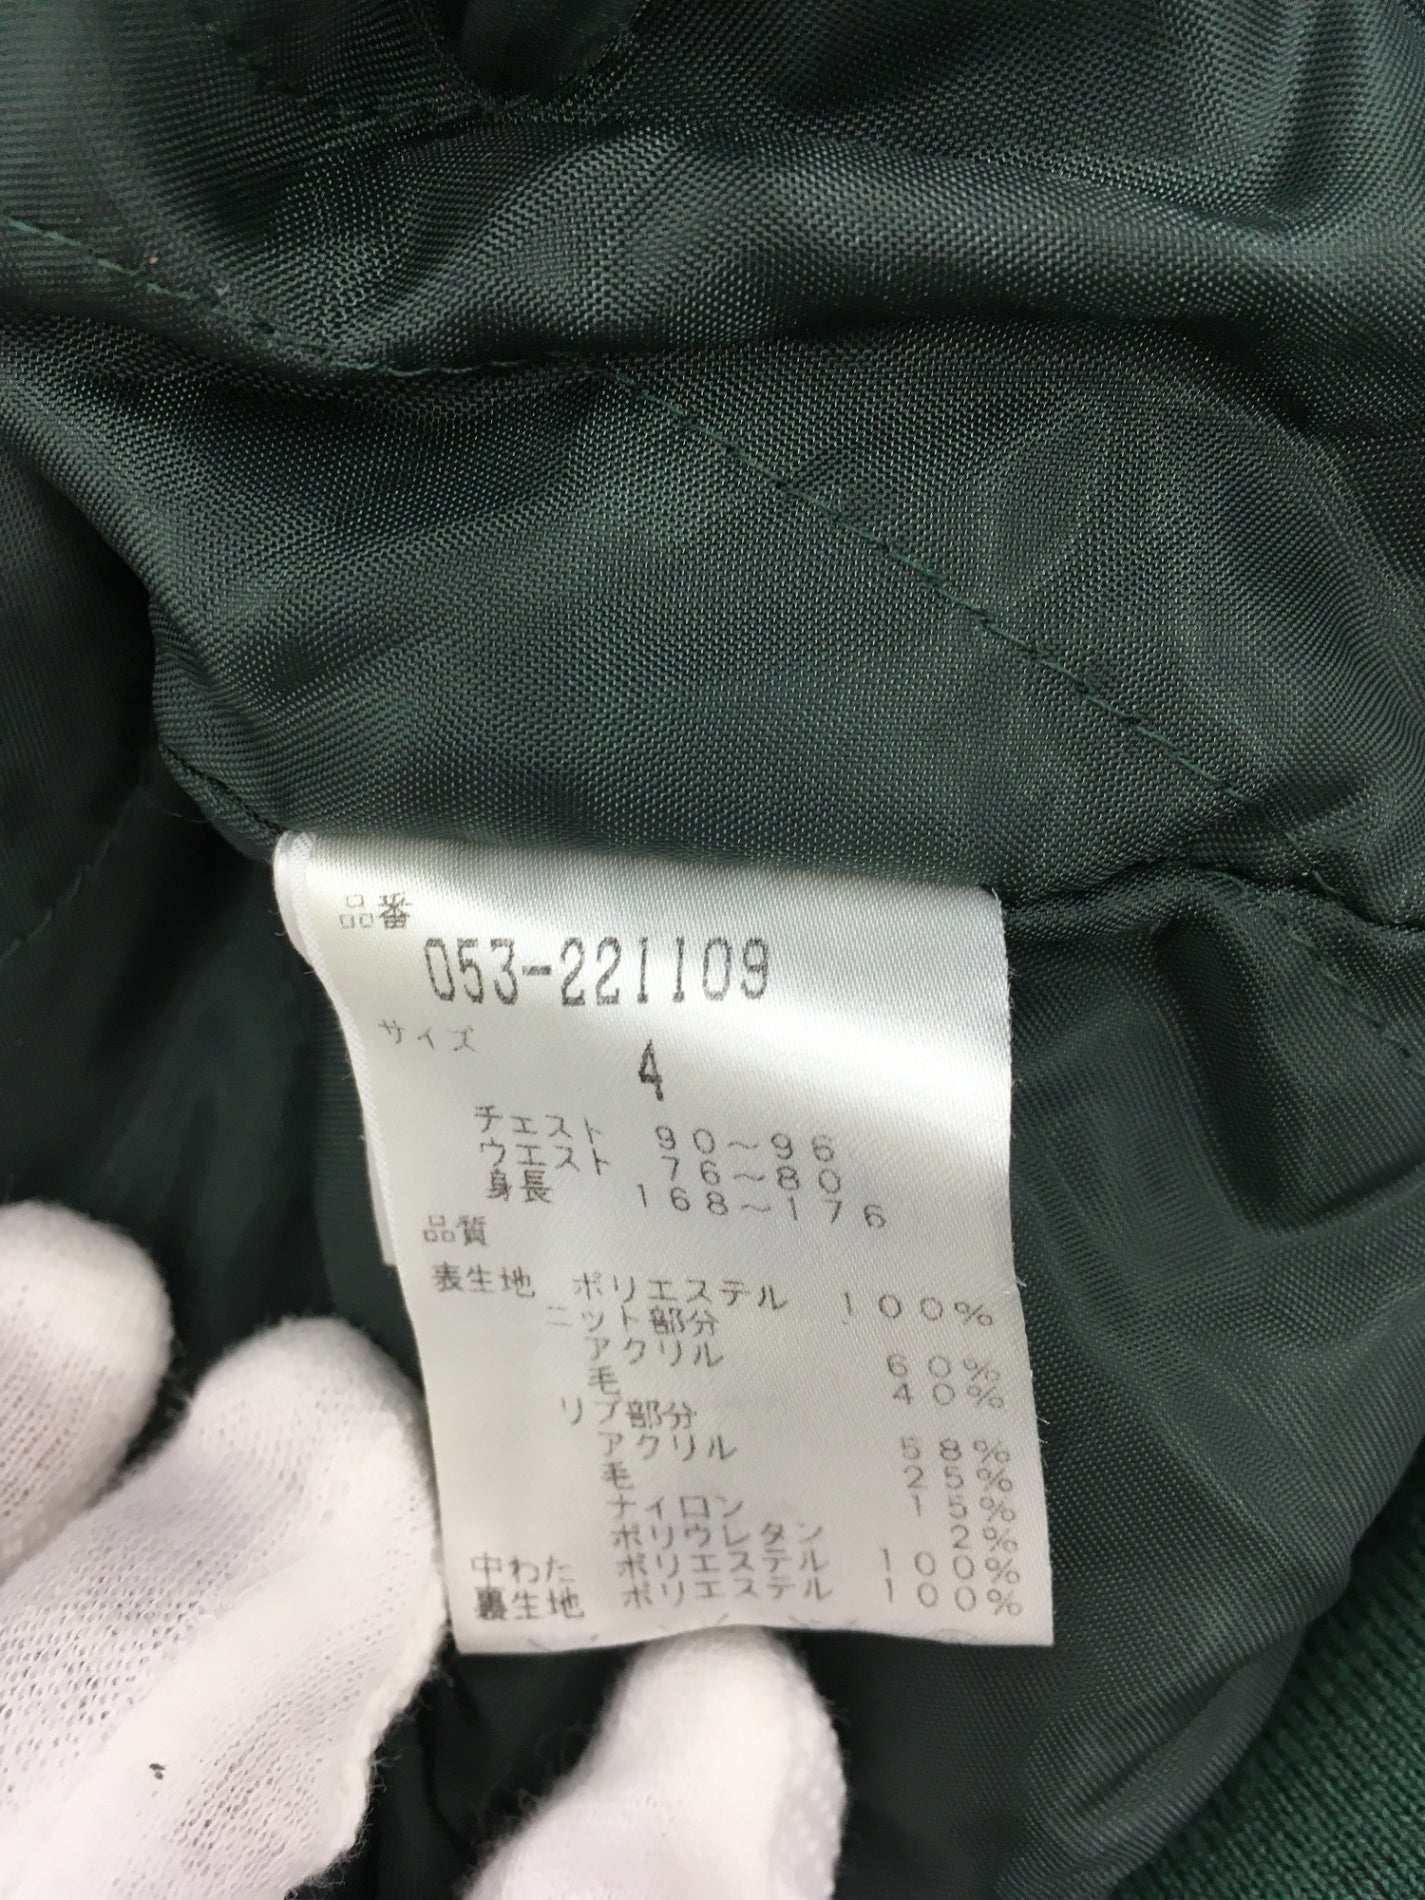 品番
053-221109
サイズ 4
チェスト 90～96
ウエスト 76～80
身長 168～176
品質
表生地 ポリエステル 100%
ニット部分
アクリル 60%
毛 40%
リブ部分
アクリル 58%
毛 25%
ナイロン 15%
ポリウレタン 2%
中わた ポリエステル 100%
裏生地 ポリエステル 100%